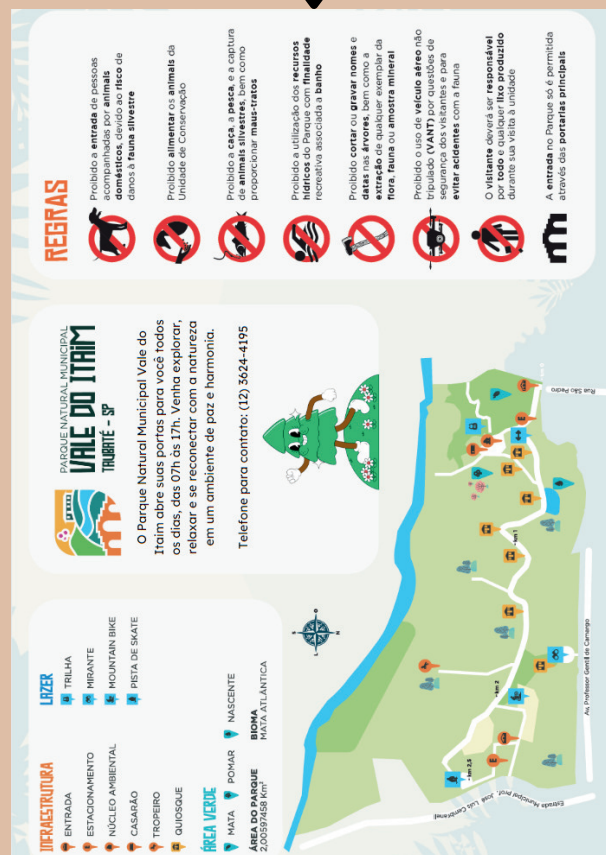 INFRAESTRUTURA
ENTRADA
ESTACIONAMENTO
NÚCLEO AMBIENTAL
CASARÃO
TROPEIRO
QUIOSQUE
LAZER
TRILHA
MIRANTE
MOUNTAIN BIKE
PISTA DE SKATE
ÁREA VERDE
MATA
POMAR
NASCENTE
ÁREA DO PARQUE
2,00597458 Km²
BIOMA
MATA ATLÂNTICA
PARQUE NATURAL MUNICIPAL
VALE DO ITAIM
TAUBATÉ - SP
O Parque Natural Municipal Vale do
Itaim abre suas portas para você todos
os dias, das 07h às 17h. Venha explorar,
relaxar e se reconectar com a natureza
em um ambiente de paz e harmonia.
Telefone para contato: (12) 3624-4195
REGRAS
Proibido a entrada de pessoas
acompanhadas por animais
domésticos, devido ao risco de
danos à fauna silvestre
Proibido alimentar os animais da
Unidade de Conservação
Proibido a caça, a pesca, e a captura
de animais silvestres, bem como
proporcionar maus-tratos
Proibido a utilização dos recursos
hídricos do Parque com finalidade
recreativa associada a banho
Proibido cortar ou gravar nomes e
datas nas árvores, bem como a
extração de qualquer exemplar da
flora, fauna ou amostra mineral
Proibido o uso de veículo aéreo não
tripulado (VANT) por questões de
segurança dos visitantes e para
evitar acidentes com a fauna
O visitante deverá ser responsável
por todo e qualquer lixo produzido
durante sua visita à unidade
A entrada no Parque só é permitida
através das portarias principais
Estrada Municipal Prof. José Luís Cembranelli
Av. Professor Gentil de Camargo
Rua São Pedro
km 2,5
km 2
km 1